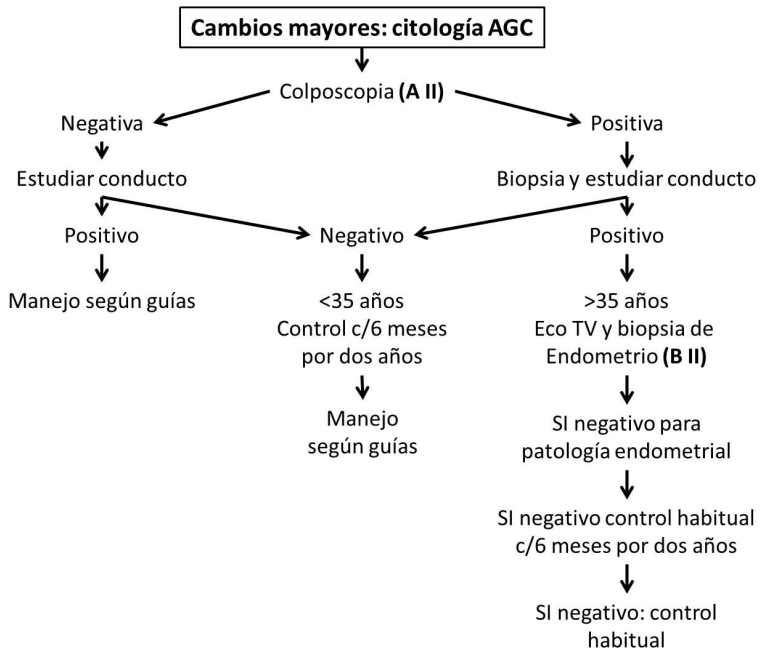 Cambios mayores: citología AGC
Colposcopia (A II)
Negativa
Positiva
Estudiar conducto
Biopsia y estudiar conducto
Positivo
Negativo
Positivo
Manejo según guías
<35 años
Control c/6 meses
por dos años
>35 años
Eco TV y biopsia de
Endometrio (B II)
Manejo
según guías
SI negativo para
patología endometrial
SI negativo control habitual
c/6 meses por dos años
SI negativo: control
habitual